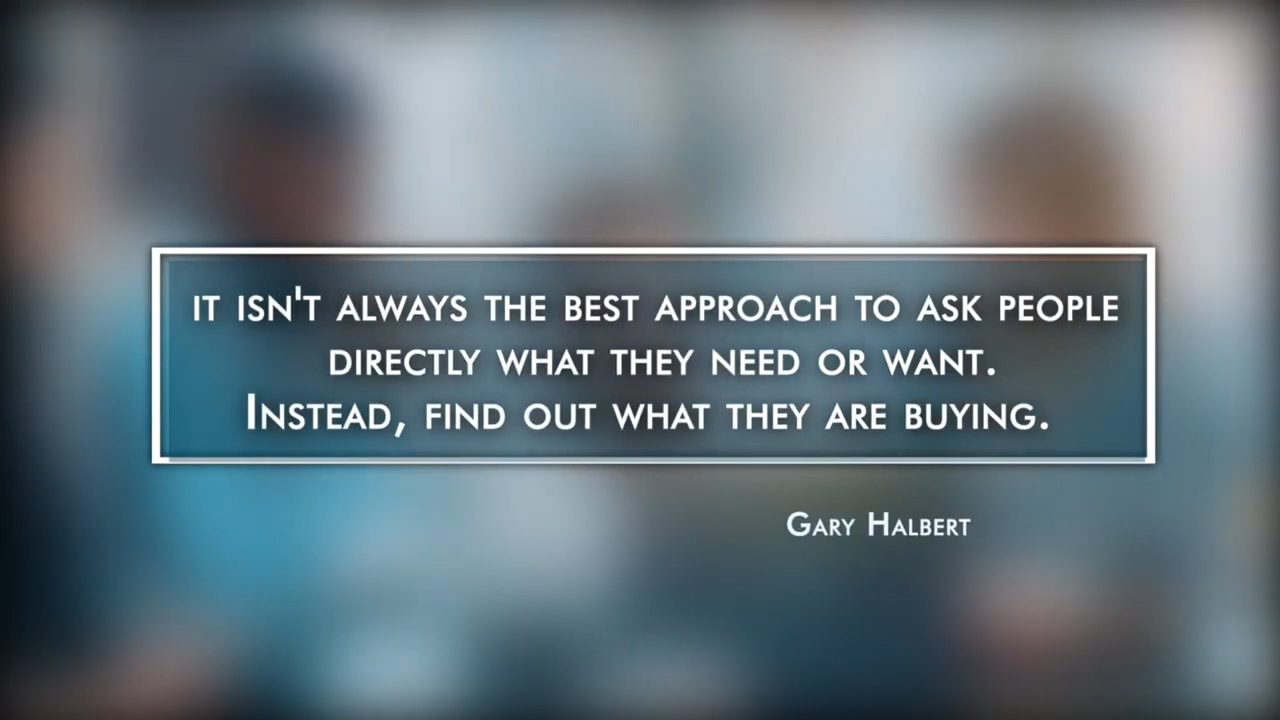 it isn't always the best approach to ask people
directly what they need or want.
Instead, find out what they are buying.
Gary Halbert